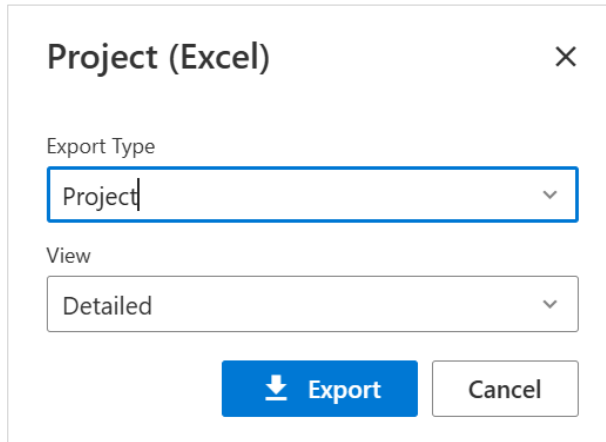 Project (Excel)
Export Type
Project
View
Detailed
Export
Cancel